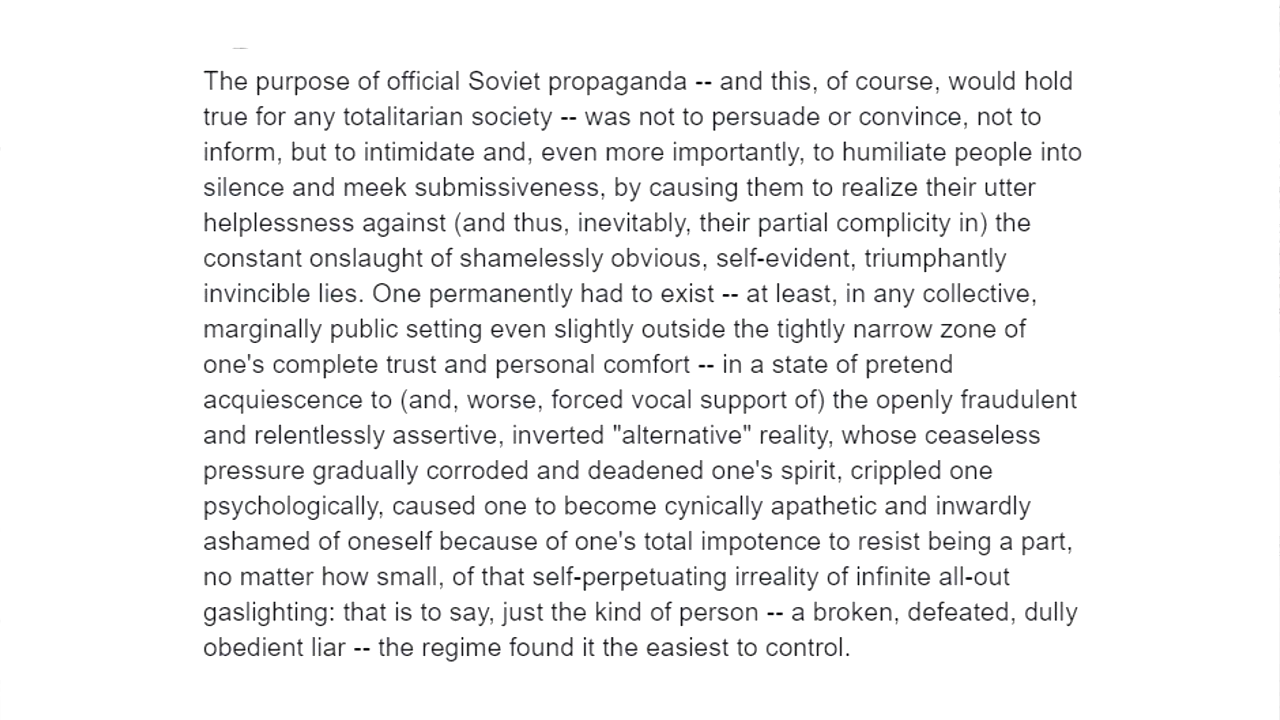 The purpose of official Soviet propaganda -- and this, of course, would hold
true for any totalitarian society -- was not to persuade or convince, not to
inform, but to intimidate and, even more importantly, to humiliate people into
silence and meek submissiveness, by causing them to realize their utter
helplessness against (and thus, inevitably, their partial complicity in) the
constant onslaught of shamelessly obvious, self-evident, triumphantly
invincible lies. One permanently had to exist -- at least, in any collective,
marginally public setting even slightly outside the tightly narrow zone of
one's complete trust and personal comfort -- in a state of pretend
acquiescence to (and, worse, forced vocal support of) the openly fraudulent
and relentlessly assertive, inverted "alternative" reality, whose ceaseless
pressure gradually corroded and deadened one's spirit, crippled one
psychologically, caused one to become cynically apathetic and inwardly
ashamed of oneself because of one's total impotence to resist being a part,
no matter how small, of that self-perpetuating irreality of infinite all-out
gaslighting: that is to say, just the kind of person -- a broken, defeated, dully
obedient liar -- the regime found it the easiest to control.